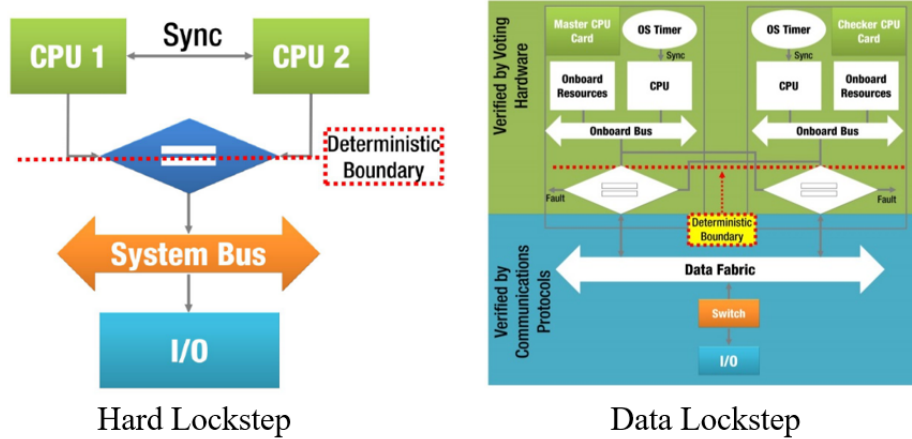 CPU 1
Sync
CPU 2
Deterministic
Boundary
System Bus
I/O
Hard Lockstep
Verified by Voting
Hardware
Master CPU
Card
OS Timer
Sync
Onboard
Resources
CPU
Onboard Bus
OS Timer
Checker CPU
Card
Sync
CPU
Onboard
Resources
Onboard Bus
Fault
Fault
Deterministic
Boundary
Verified by
Communications
Protocols
Data Fabric
Switch
I/O
Data Lockstep